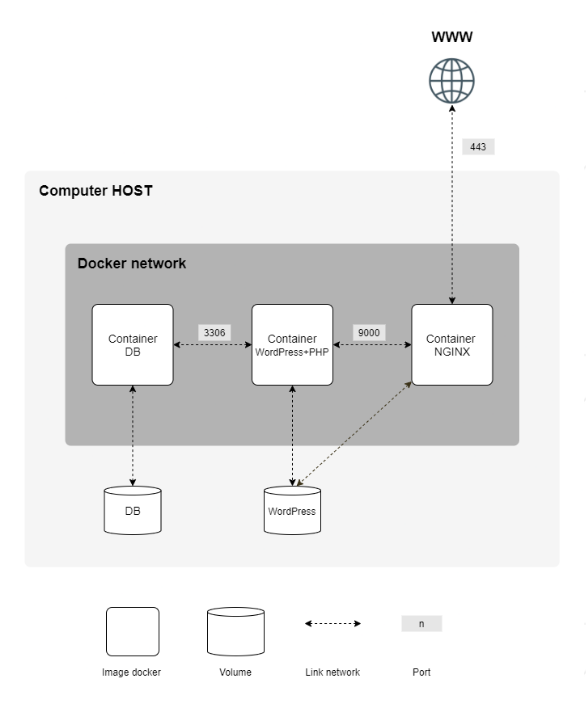 WWW
443
Computer HOST
Docker network
3306
9000
Container
DB
Container
WordPress+PHP
Container
NGINX
DB
WordPress
n
Image docker
Volume
Link network
Port